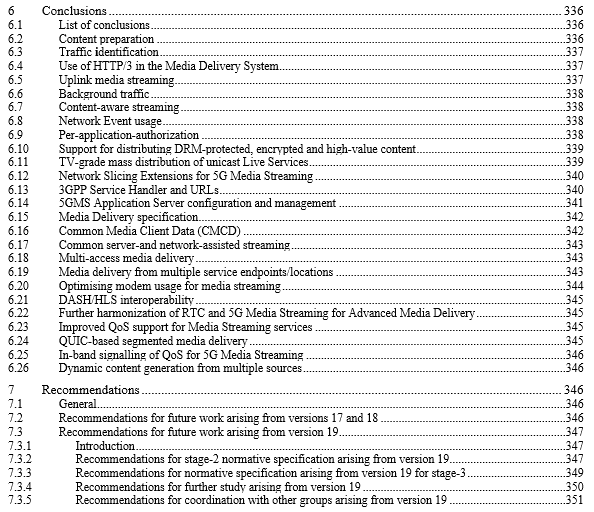 6 Conclusions 336
6.1 List of conclusions 336
6.2 Content preparation 336
6.3 Traffic identification 337
6.4 Use of HTTP/3 in the Media Delivery System 337
6.5 Uplink media streaming 337
6.6 Background traffic 338
6.7 Content-aware streaming 338
6.8 Network Event usage 338
6.9 Per-application-authorization 338
6.10 Support for distributing DRM-protected, encrypted and high-value content 339
6.11 TV-grade mass distribution of unicast Live Services 339
6.12 Network Slicing Extensions for 5G Media Streaming 340
6.13 3GPP Service Handler and URLs 340
6.14 5GMS Application Server configuration and management 341
6.15 Media Delivery specification 342
6.16 Common Media Client Data (CMCD) 342
6.17 Common server-and network-assisted streaming 343
6.18 Multi-access media delivery 343
6.19 Media delivery from multiple service endpoints/locations 343
6.20 Optimising modem usage for media streaming 344
6.21 DASH/HLS interoperability 345
6.22 Further harmonization of RTC and 5G Media Streaming for Advanced Media Delivery 345
6.23 Improved QoS support for Media Streaming services 345
6.24 QUIC-based segmented media delivery 345
6.25 In-band signalling of QoS for 5G Media Streaming 346
6.26 Dynamic content generation from multiple sources 346
7 Recommendations 346
7.1 General 346
7.2 Recommendations for future work arising from versions 17 and 18 346
7.3 Recommendations for future work arising from version 19 347
7.3.1 Introduction 347
7.3.2 Recommendations for stage-2 normative specification arising from version 19 347
7.3.3 Recommendations for normative specification arising from version 19 for stage-3 349
7.3.4 Recommendations for further study arising from version 19 350
7.3.5 Recommendations for coordination with other groups arising from version 19 351